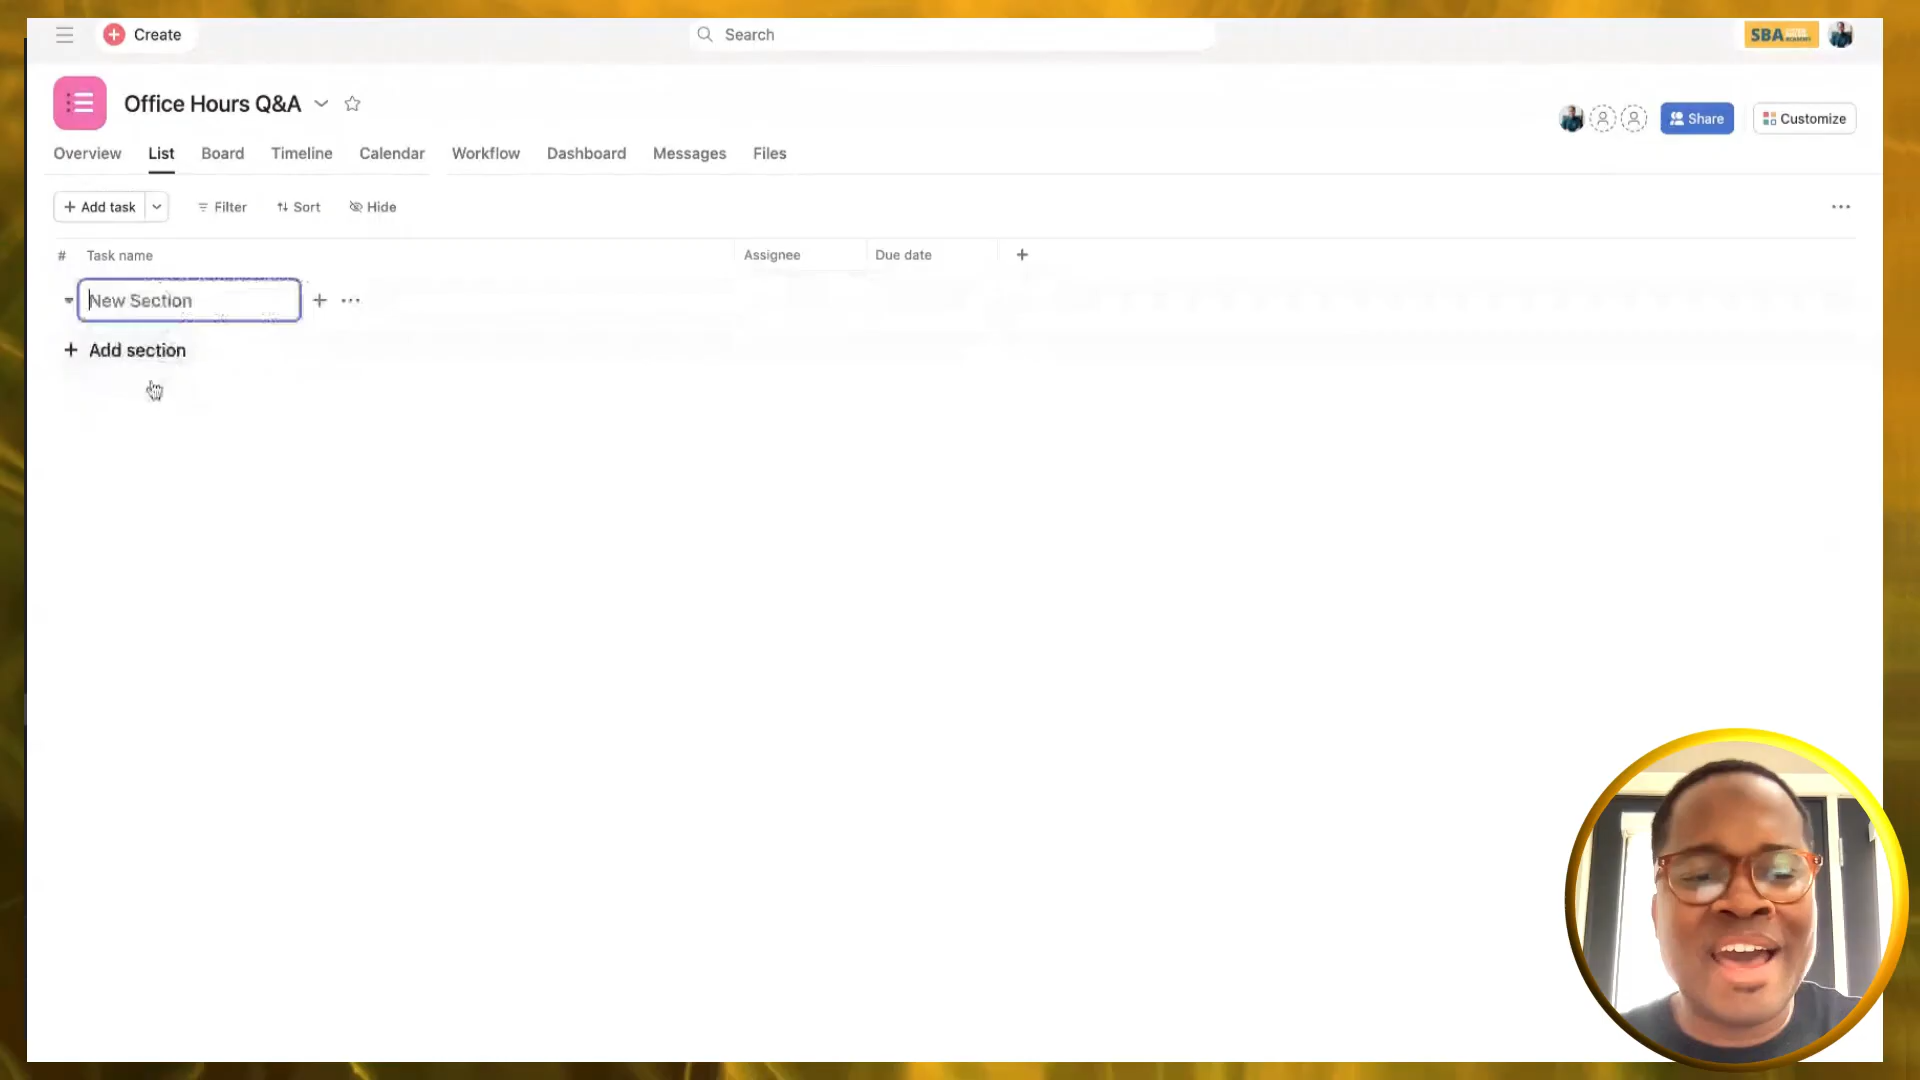 Create
Search
SBA
Office Hours Q&A
Share
Customize
Overview List Board Timeline Calendar Workflow Dashboard Messages Files
+ Add task Filter Sort Hide
# Task name Assignee Due date +
New Section + ...
+ Add section